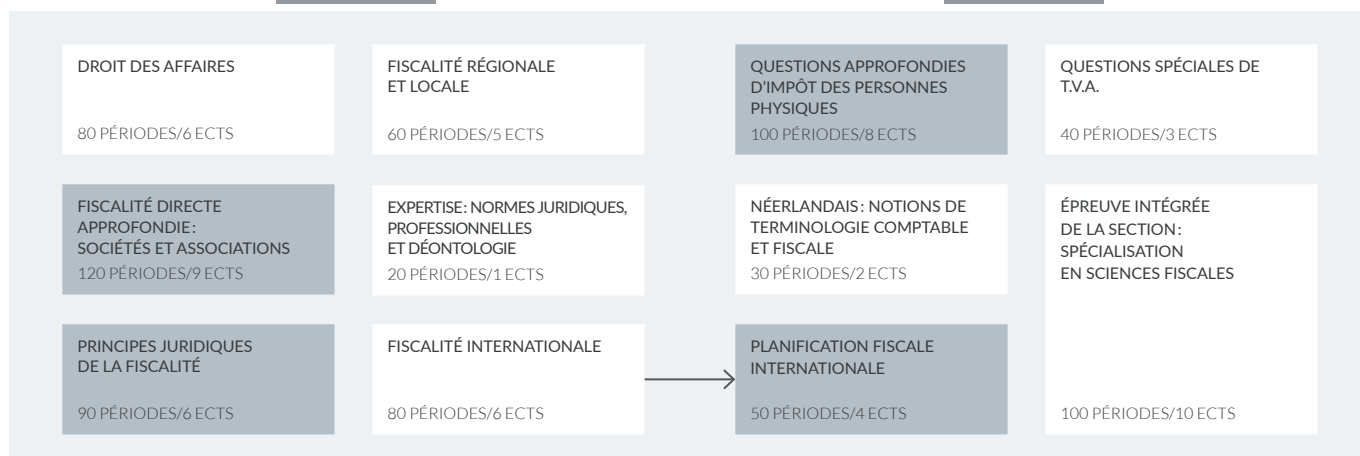 DROIT DES AFFAIRES
80 PÉRIODES/6 ECTS
FISCALITÉ RÉGIONALE
ET LOCALE
60 PÉRIODES/5 ECTS
QUESTIONS APPROFONDIES
D'IMPÔT DES PERSONNES
PHYSIQUES
100 PÉRIODES/8 ECTS
QUESTIONS SPÉCIALES DE
T.V.A.
40 PÉRIODES/3 ECTS
FISCALITÉ DIRECTE
APPROFONDIE :
SOCIÉTÉS ET ASSOCIATIONS
120 PÉRIODES/9 ECTS
EXPERTISE : NORMES JURIDIQUES,
PROFESSIONNELLES
ET DÉONTOLOGIE
20 PÉRIODES/1 ECTS
NÉERLANDAIS : NOTIONS DE
TERMINOLOGIE COMPTABLE
ET FISCALE
30 PÉRIODES/2 ECTS
ÉPREUVE INTÉGRÉE
DE LA SECTION :
SPÉCIALISATION
EN SCIENCES FISCALES
100 PÉRIODES/10 ECTS
PRINCIPES JURIDIQUES
DE LA FISCALITÉ
90 PÉRIODES/6 ECTS
FISCALITÉ INTERNATIONALE
80 PÉRIODES/6 ECTS
PLANIFICATION FISCALE
INTERNATIONALE
50 PÉRIODES/4 ECTS